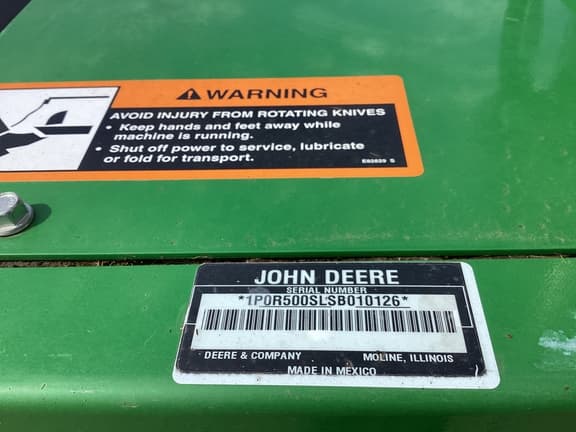 WARNING
AVOID INJURY FROM ROTATING KNIVES
• Keep hands and feet away while
machine is running.
• Shut off power to service, lubricate
or fold for transport.
E82839 S
JOHN DEERE
SERIAL NUMBER
*1P0R500SLSB010126*
DEERE & COMPANY MOLINE, ILLINOIS
MADE IN MEXICO